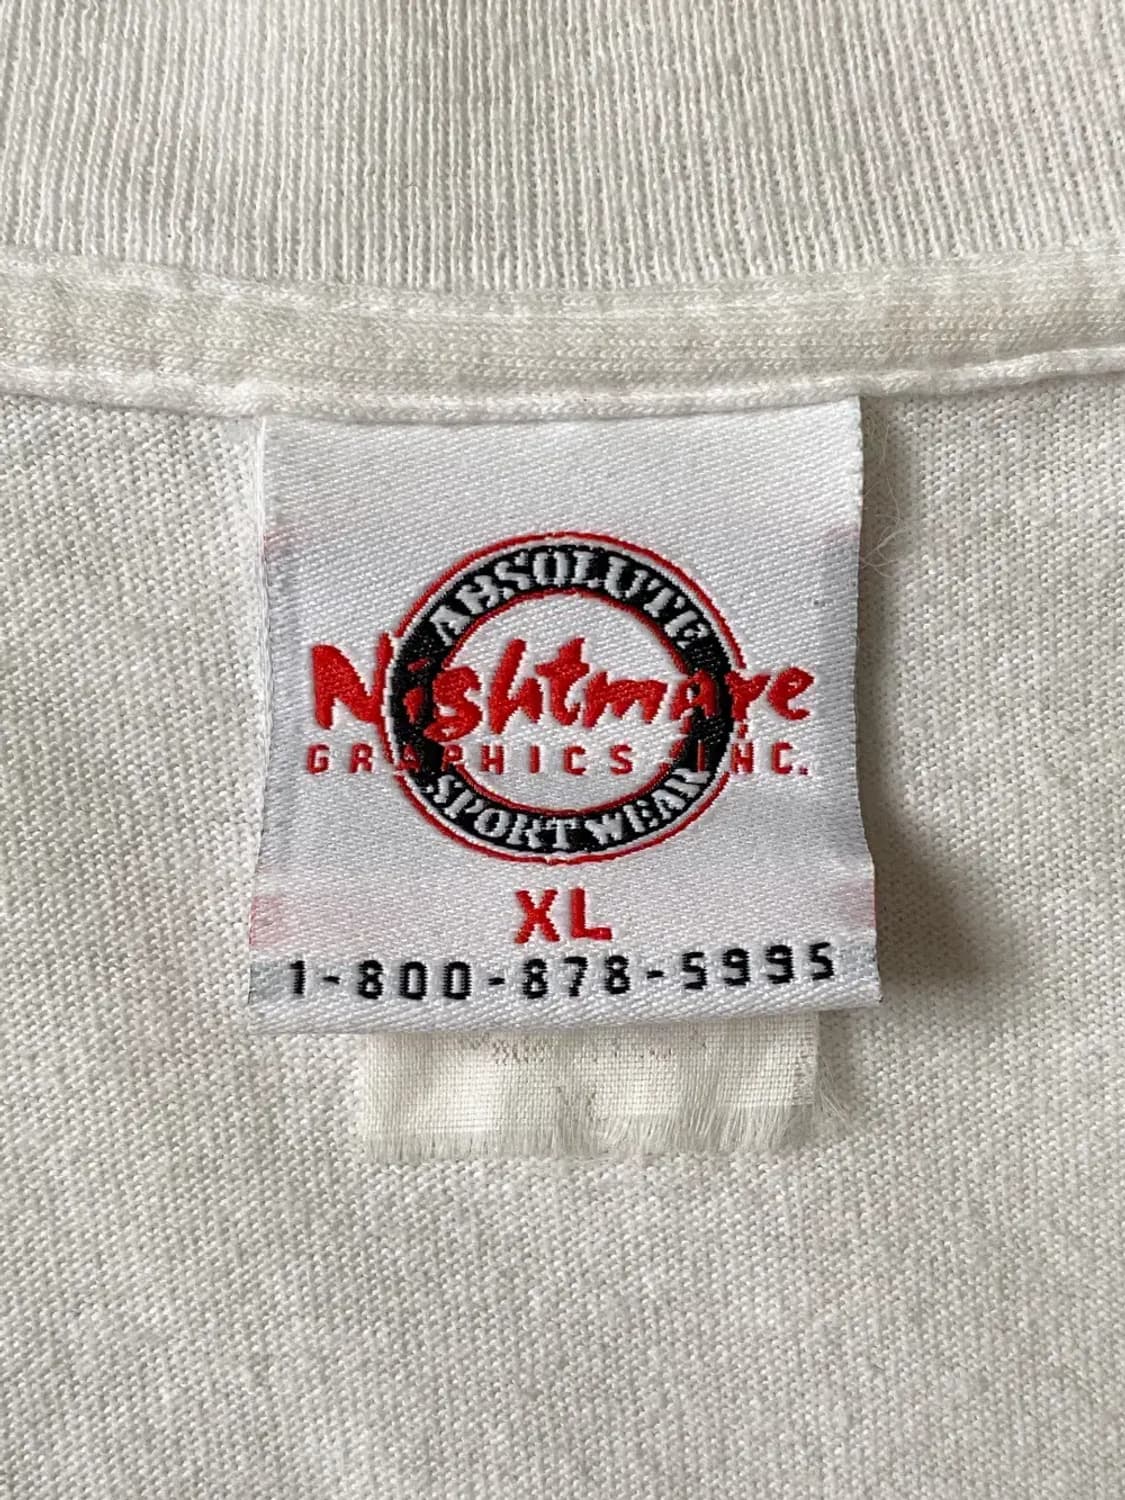 ABSOLUTE
Nightmare
GRAPHICS INC.
SPORTWEAR
XL
1-800-878-5995